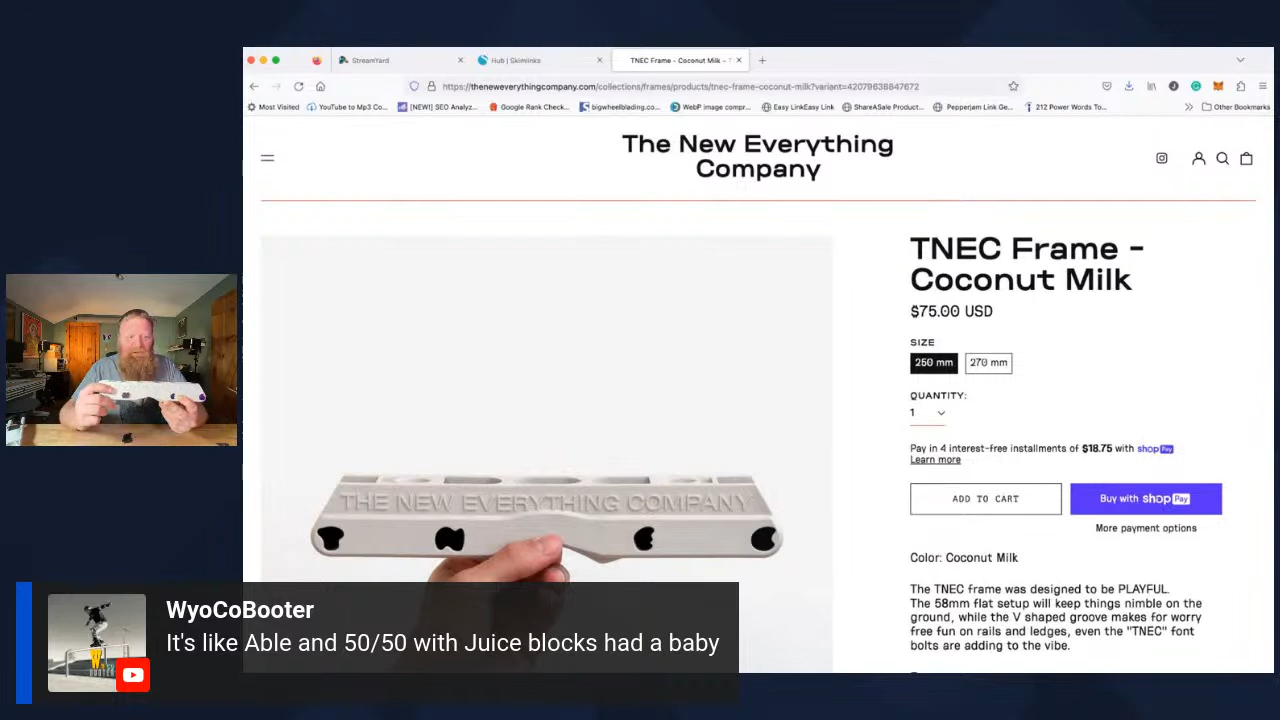 StreamYard
Hub | Skimlinks
TNEC Frame - Coconut Milk - T
https://theneweverythingcompany.com/collections/frames/products/tnec-frame-coconut-milk?variant=42079638847672
Most Visited
YouTube to Mp3 Co...
[NEW!] SEO Analyz...
Google Rank Check...
bigwheelblading.co...
WebP image compr...
Easy LinkEasy Link
ShareASale Product...
Pepperjam Link Ge...
212 Power Words To...
Other Bookmarks
The New Everything
Company
TNEC Frame -
Coconut Milk
$75.00 USD
SIZE
250 mm
270 mm
QUANTITY:
1
Pay in 4 interest-free installments of $18.75 with shop Pay
Learn more
ADD TO CART
Buy with shop Pay
More payment options
Color: Coconut Milk
The TNEC frame was designed to be PLAYFUL.
The 58mm flat setup will keep things nimble on the
ground, while the V shaped groove makes for worry
free fun on rails and ledges, even the "TNEC" font
bolts are adding to the vibe.
THE NEW EVERYTHING COMPANY
WyoCoBooter
It's like Able and 50/50 with Juice blocks had a baby